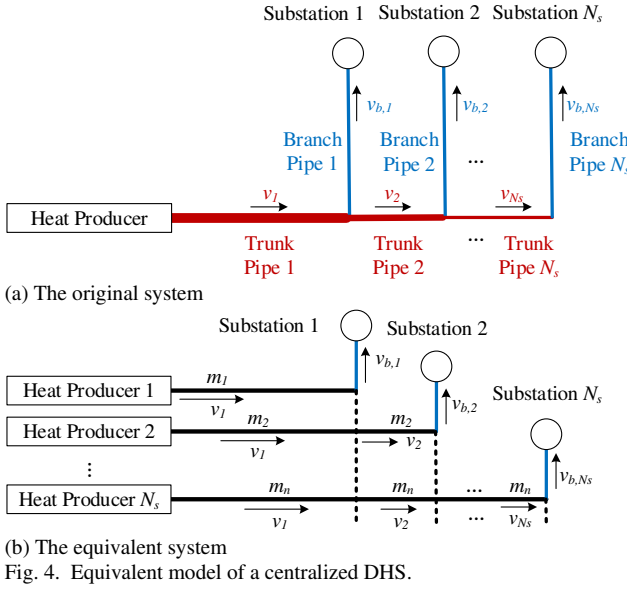 Substation 1 Substation 2 Substation Ns
vb,1 vb,2 vb,Ns
Branch Pipe 1 Branch Pipe 2 ... Branch Pipe Ns
v1 v2 vNs
Heat Producer
Trunk Pipe 1 Trunk Pipe 2 ... Trunk Pipe Ns
(a) The original system
Substation 1 Substation 2
vb,1
Heat Producer 1 m1 v1
Substation Ns
vb,2
Heat Producer 2 m2 v1 m2 v2
⋮
vb,Ns
Heat Producer Ns mn v1 mn v2 ... ... mn vNs
(b) The equivalent system
Fig. 4. Equivalent model of a centralized DHS.